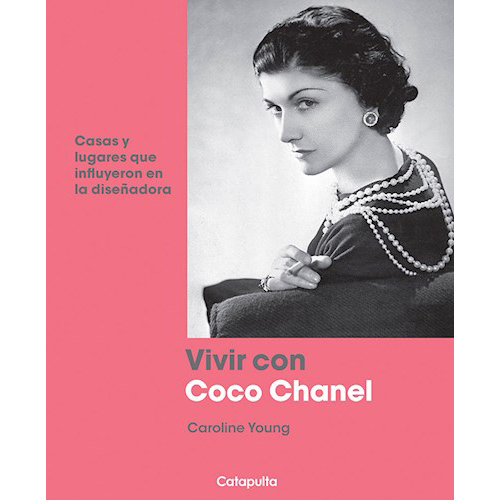 Casas y
lugares que
influyeron en
la diseñadora
Vivir con
Coco Chanel
Caroline Young
Catapulta